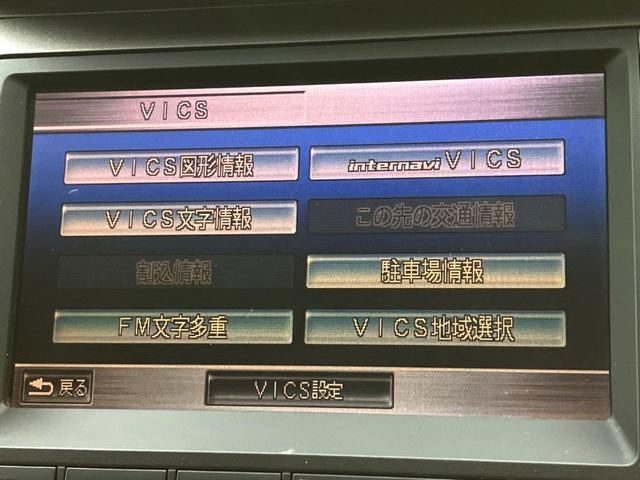 ＶＩＣＳ
ＶＩＣＳ図形情報
internavi ＶＩＣＳ
ＶＩＣＳ文字情報
この先の交通情報
割込情報
駐車場情報
ＦＭ文字多重
ＶＩＣＳ地域選択
戻る
ＶＩＣＳ設定